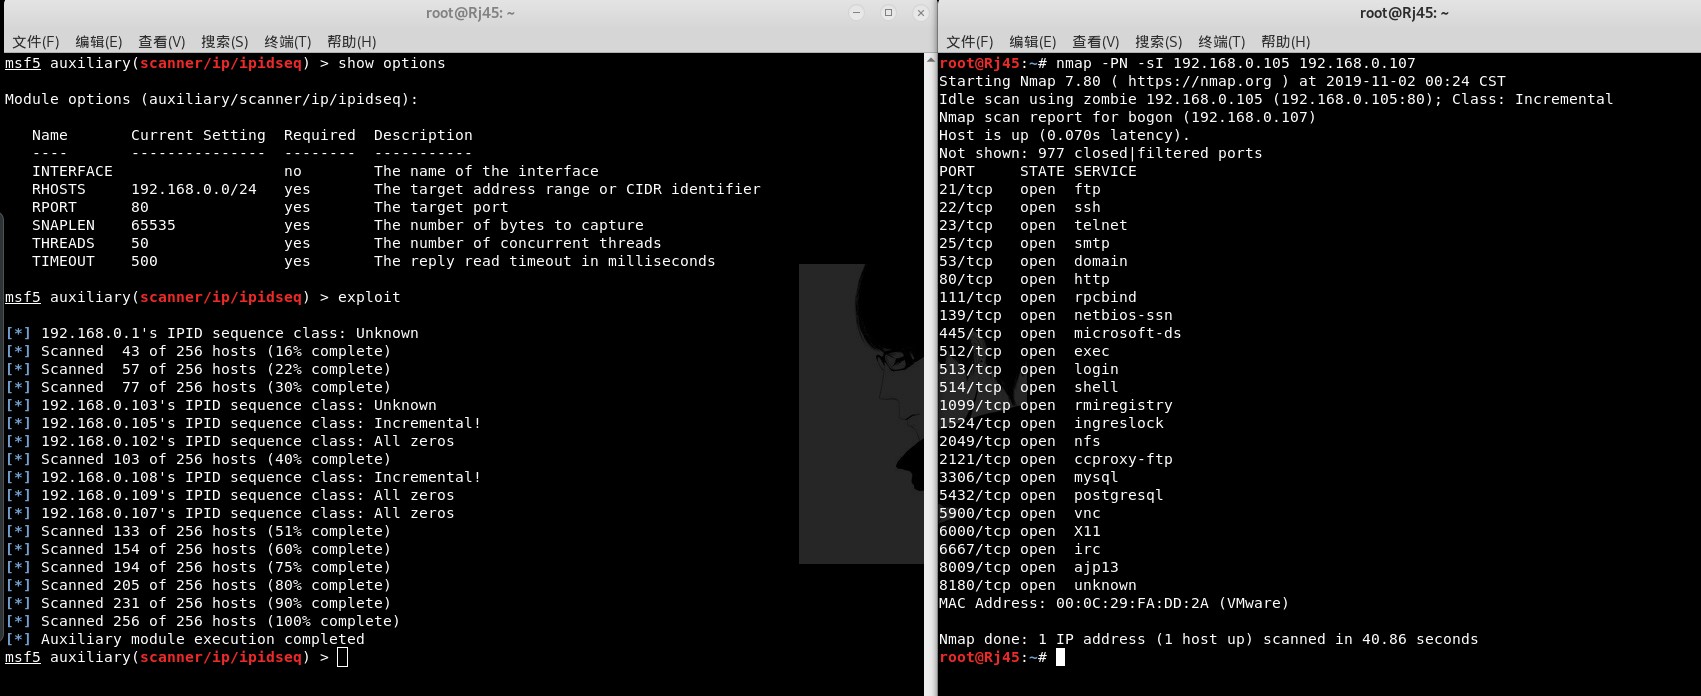 root@Rj45: ~
文件(F) 编辑(E) 查看(V) 搜索(S) 终端(T) 帮助(H)
msf5 auxiliary(scanner/ip/ipidseq) > show options
Module options (auxiliary/scanner/ip/ipidseq):
Name Current Setting Required Description
---- --------------- -------- -----------
INTERFACE no The name of the interface
RHOSTS 192.168.0.0/24 yes The target address range or CIDR identifier
RPORT 80 yes The target port
SNAPLEN 65535 yes The number of bytes to capture
THREADS 50 yes The number of concurrent threads
TIMEOUT 500 yes The reply read timeout in milliseconds
msf5 auxiliary(scanner/ip/ipidseq) > exploit
[*] 192.168.0.1's IPID sequence class: Unknown
[*] Scanned  43 of 256 hosts (16% complete)
[*] Scanned  57 of 256 hosts (22% complete)
[*] Scanned  77 of 256 hosts (30% complete)
[*] 192.168.0.103's IPID sequence class: Unknown
[*] 192.168.0.105's IPID sequence class: Incremental!
[*] 192.168.0.102's IPID sequence class: All zeros
[*] Scanned 103 of 256 hosts (40% complete)
[*] 192.168.0.108's IPID sequence class: Incremental!
[*] 192.168.0.109's IPID sequence class: All zeros
[*] 192.168.0.107's IPID sequence class: All zeros
[*] Scanned 133 of 256 hosts (51% complete)
[*] Scanned 154 of 256 hosts (60% complete)
[*] Scanned 194 of 256 hosts (75% complete)
[*] Scanned 205 of 256 hosts (80% complete)
[*] Scanned 231 of 256 hosts (90% complete)
[*] Scanned 256 of 256 hosts (100% complete)
[*] Auxiliary module execution completed
msf5 auxiliary(scanner/ip/ipidseq) >
root@Rj45: ~
文件(F) 编辑(E) 查看(V) 搜索(S) 终端(T) 帮助(H)
root@Rj45:~# nmap -PN -sI 192.168.0.105 192.168.0.107
Starting Nmap 7.80 ( https://nmap.org ) at 2019-11-02 00:24 CST
Idle scan using zombie 192.168.0.105 (192.168.0.105:80); Class: Incremental
Nmap scan report for bogon (192.168.0.107)
Host is up (0.070s latency).
Not shown: 977 closed|filtered ports
PORT STATE SERVICE
21/tcp open ftp
22/tcp open ssh
23/tcp open telnet
25/tcp open smtp
53/tcp open domain
80/tcp open http
111/tcp open rpcbind
139/tcp open netbios-ssn
445/tcp open microsoft-ds
512/tcp open exec
513/tcp open login
514/tcp open shell
1099/tcp open rmiregistry
1524/tcp open ingreslock
2049/tcp open nfs
2121/tcp open ccproxy-ftp
3306/tcp open mysql
5432/tcp open postgresql
5900/tcp open vnc
6000/tcp open X11
6667/tcp open irc
8009/tcp open ajp13
8180/tcp open unknown
MAC Address: 00:0C:29:FA:DD:2A (VMware)
Nmap done: 1 IP address (1 host up) scanned in 40.86 seconds
root@Rj45:~#